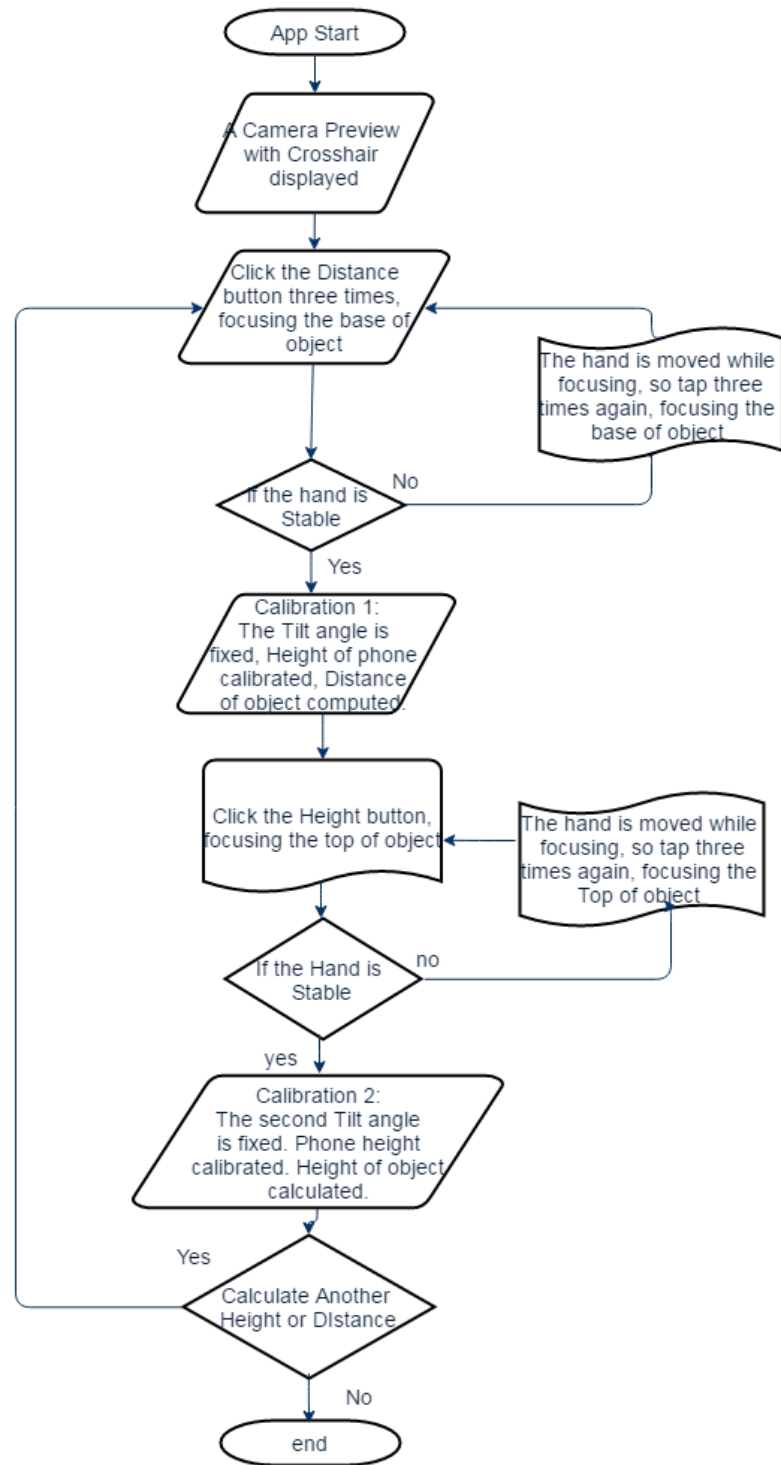 App Start
A Camera Preview
with Crosshair
displayed
Click the Distance
button three times,
focusing the base of
object
The hand is moved while
focusing, so tap three
times again, focusing the
base of object
If the hand is
Stable
No
Yes
Calibration 1:
The Tilt angle is
fixed, Height of phone
calibrated, Distance
of object computed.
Click the Height button,
focusing the top of object
The hand is moved while
focusing, so tap three
times again, focusing the
Top of object
If the Hand is
Stable
no
yes
Calibration 2:
The second Tilt angle
is fixed. Phone height
calibrated. Height of object
calculated.
Yes
Calculate Another
Height or DIstance
No
end